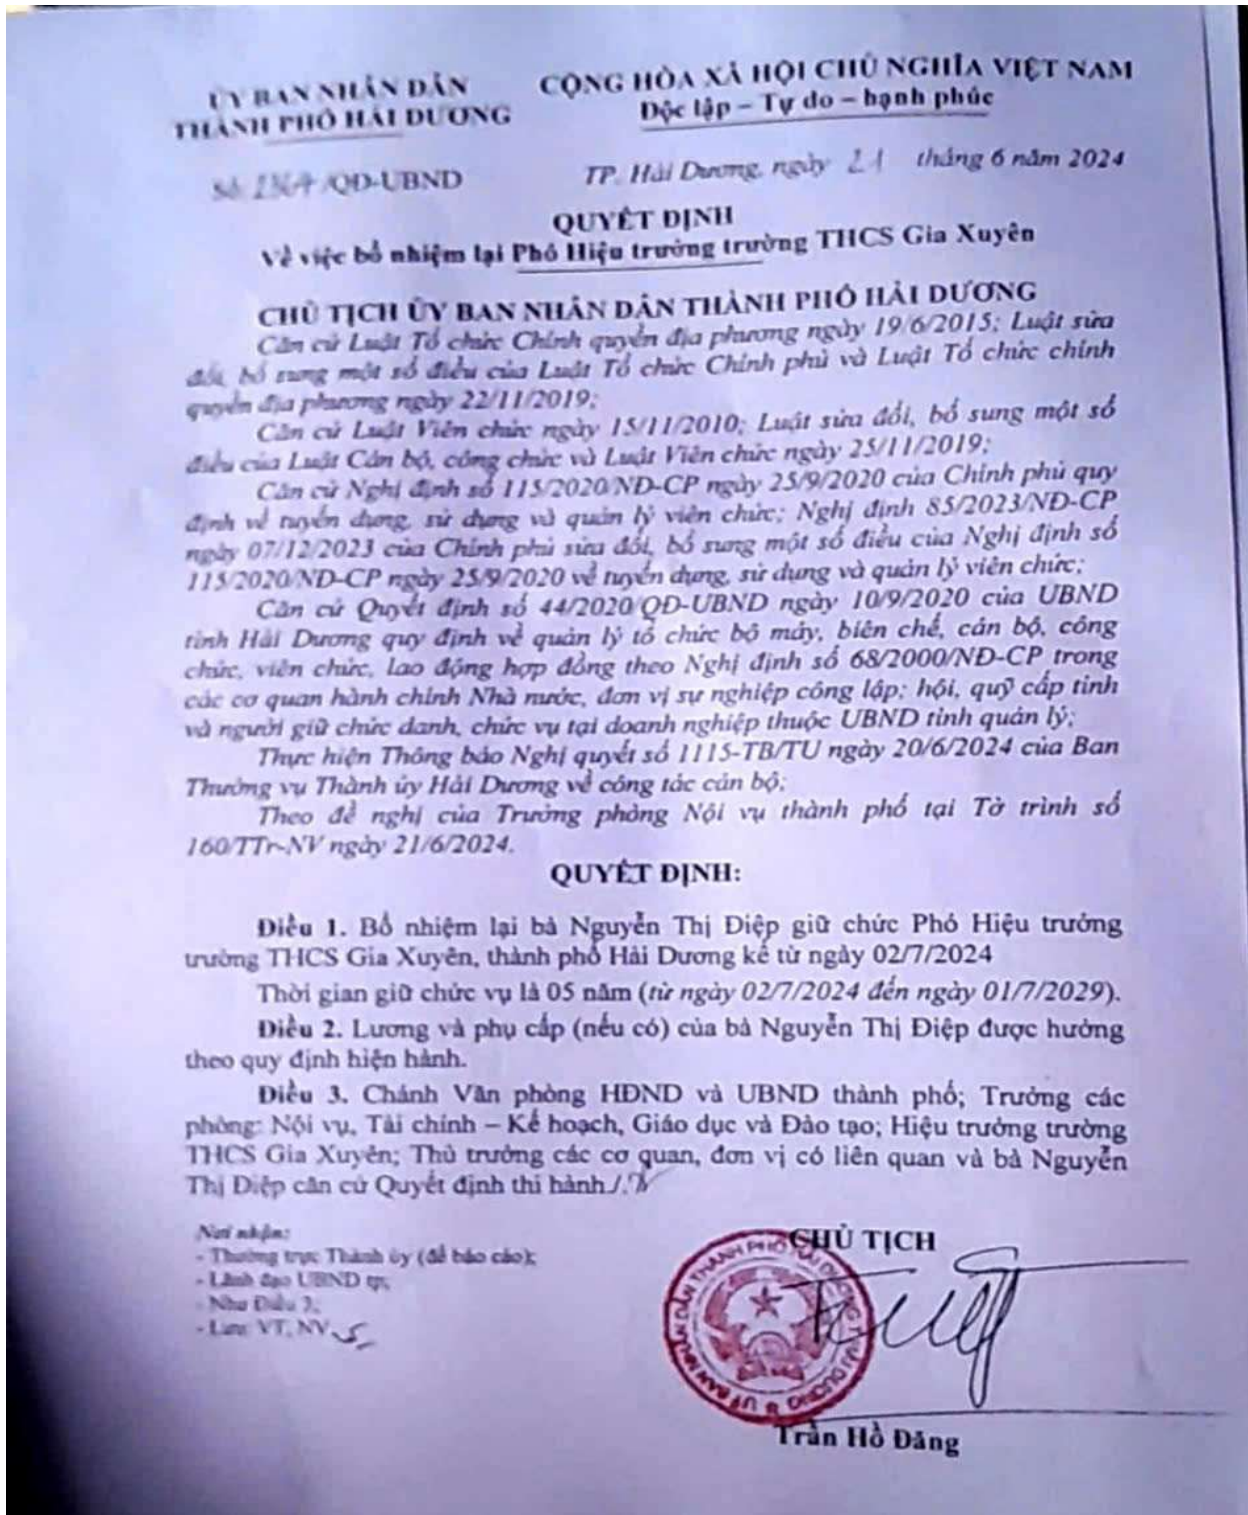 ỦY BAN NHÂN DÂN
THÀNH PHỐ HẢI DƯƠNG
CỘNG HÒA XÃ HỘI CHỦ NGHĨA VIỆT NAM
Độc lập – Tự do – hạnh phúc
Số: /QĐ-UBND
TP. Hải Dương, ngày 21 tháng 6 năm 2024
QUYẾT ĐỊNH
Về việc bổ nhiệm lại Phó Hiệu trưởng trường THCS Gia Xuyên
CHỦ TỊCH ỦY BAN NHÂN DÂN THÀNH PHỐ HẢI DƯƠNG
Căn cứ Luật Tổ chức Chính quyền địa phương ngày 19/6/2015; Luật sửa
đổi, bổ sung một số điều của Luật Tổ chức Chính phủ và Luật Tổ chức chính
quyền địa phương ngày 22/11/2019;
Căn cứ Luật Viên chức ngày 15/11/2010; Luật sửa đổi, bổ sung một số
điều của Luật Cán bộ, công chức và Luật Viên chức ngày 25/11/2019;
Căn cứ Nghị định số 115/2020/NĐ-CP ngày 25/9/2020 của Chính phủ quy
định về tuyển dụng, sử dụng và quản lý viên chức; Nghị định 85/2023/NĐ-CP
ngày 07/12/2023 của Chính phủ sửa đổi, bổ sung một số điều của Nghị định số
115/2020/NĐ-CP ngày 25/9/2020 về tuyển dụng, sử dụng và quản lý viên chức;
Căn cứ Quyết định số 44/2020/QĐ-UBND ngày 10/9/2020 của UBND
tỉnh Hải Dương quy định về quản lý tổ chức bộ máy, biên chế, cán bộ, công
chức, viên chức, lao động hợp đồng theo Nghị định số 68/2000/NĐ-CP trong
các cơ quan hành chính Nhà nước, đơn vị sự nghiệp công lập; hội, quỹ cấp tỉnh
và người giữ chức danh, chức vụ tại doanh nghiệp thuộc UBND tỉnh quản lý;
Thực hiện Thông báo Nghị quyết số 1115-TB/TU ngày 20/6/2024 của Ban
Thường vụ Thành ủy Hải Dương về công tác cán bộ;
Theo đề nghị của Trưởng phòng Nội vụ thành phố tại Tờ trình số
160/TTr-NV ngày 21/6/2024.
QUYẾT ĐỊNH:
Điều 1. Bổ nhiệm lại bà Nguyễn Thị Điệp giữ chức Phó Hiệu trưởng
trường THCS Gia Xuyên, thành phố Hải Dương kể từ ngày 02/7/2024
Thời gian giữ chức vụ là 05 năm (từ ngày 02/7/2024 đến ngày 01/7/2029).
Điều 2. Lương và phụ cấp (nếu có) của bà Nguyễn Thị Điệp được hưởng
theo quy định hiện hành.
Điều 3. Chánh Văn phòng HĐND và UBND thành phố; Trưởng các
phòng: Nội vụ, Tài chính – Kế hoạch, Giáo dục và Đào tạo; Hiệu trưởng trường
THCS Gia Xuyên; Thủ trưởng các cơ quan, đơn vị có liên quan và bà Nguyễn
Thị Điệp căn cứ Quyết định thi hành./.
Nơi nhận:
- Thường trực Thành ủy (để báo cáo);
- Lãnh đạo UBND tp;
- Như Điều 3;
- Lưu: VT, NV
CHỦ TỊCH
Trần Hồ Đăng